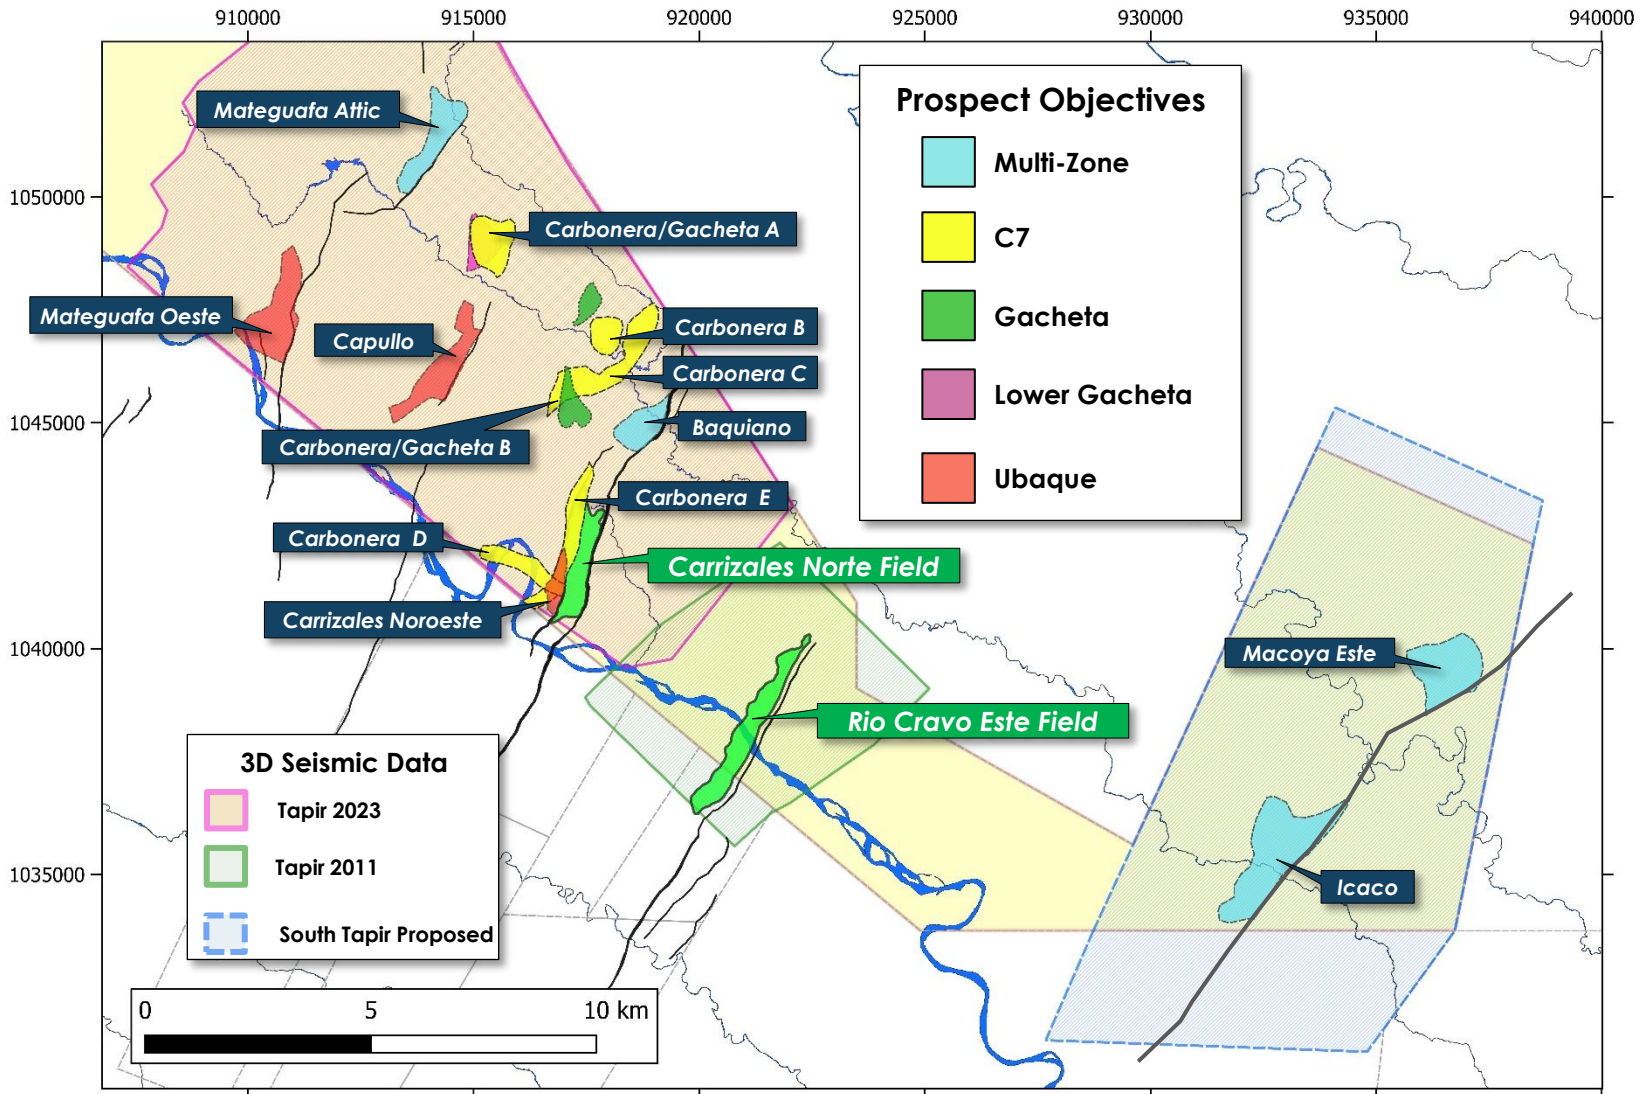 910000
915000
920000
925000
930000
935000
940000
1050000
1045000
1040000
1035000
Mateguafa Attic
Carbonera/Gacheta A
Mateguafa Oeste
Capullo
Carbonera B
Carbonera C
Baquiano
Carbonera/Gacheta B
Carbonera E
Carbonera D
Carrizales Norte Field
Carrizales Noroeste
Rio Cravo Este Field
Macoya Este
Icaco
Prospect Objectives
Multi-Zone
C7
Gacheta
Lower Gacheta
Ubaque
3D Seismic Data
Tapir 2023
Tapir 2011
South Tapir Proposed
0 5 10 km